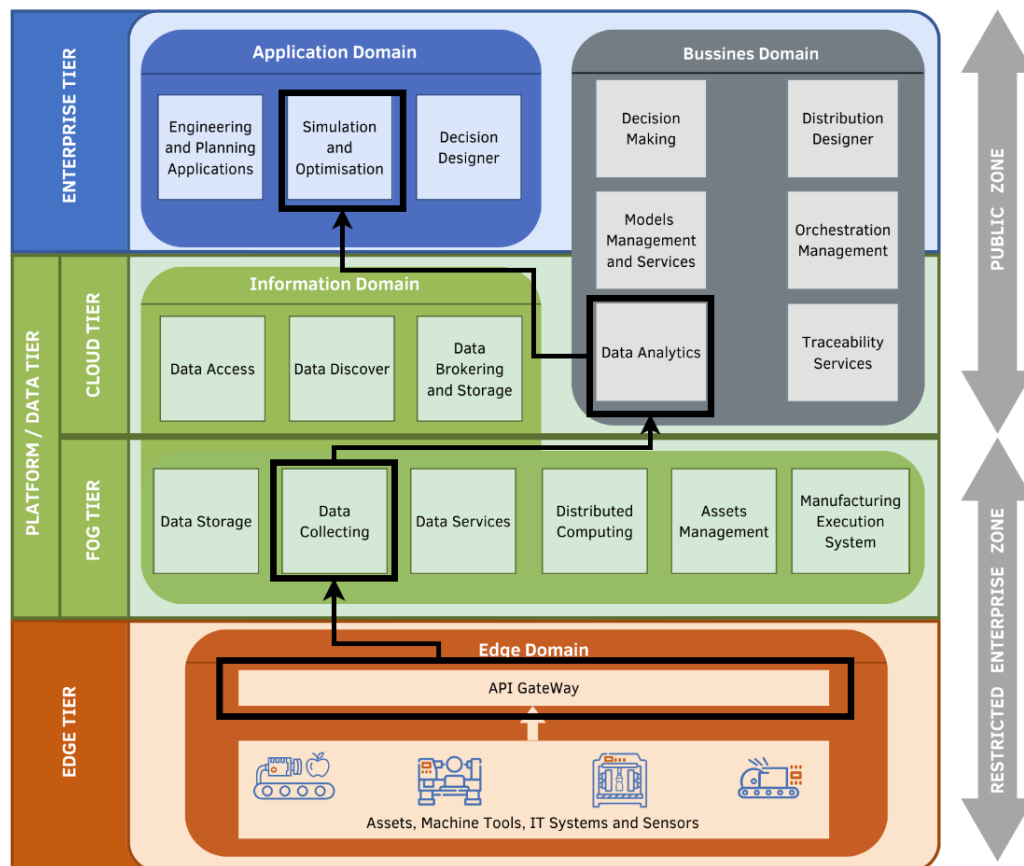 ENTERPRISE TIER
Application Domain
Engineering
and Planning
Applications
Simulation
and
Optimisation
Decision
Designer
Bussines Domain
Decision
Making
Distribution
Designer
Models
Management
and Services
Orchestration
Management
Data Analytics
Traceability
Services
PUBLIC ZONE
PLATFORM / DATA TIER
CLOUD TIER
Information Domain
Data Access
Data Discover
Data
Brokering
and Storage
FOG TIER
Data Storage
Data
Collecting
Data Services
Distributed
Computing
Assets
Management
Manufacturing
Execution
System
RESTRICTED ENTERPRISE ZONE
EDGE TIER
Edge Domain
API GateWay
Assets, Machine Tools, IT Systems and Sensors